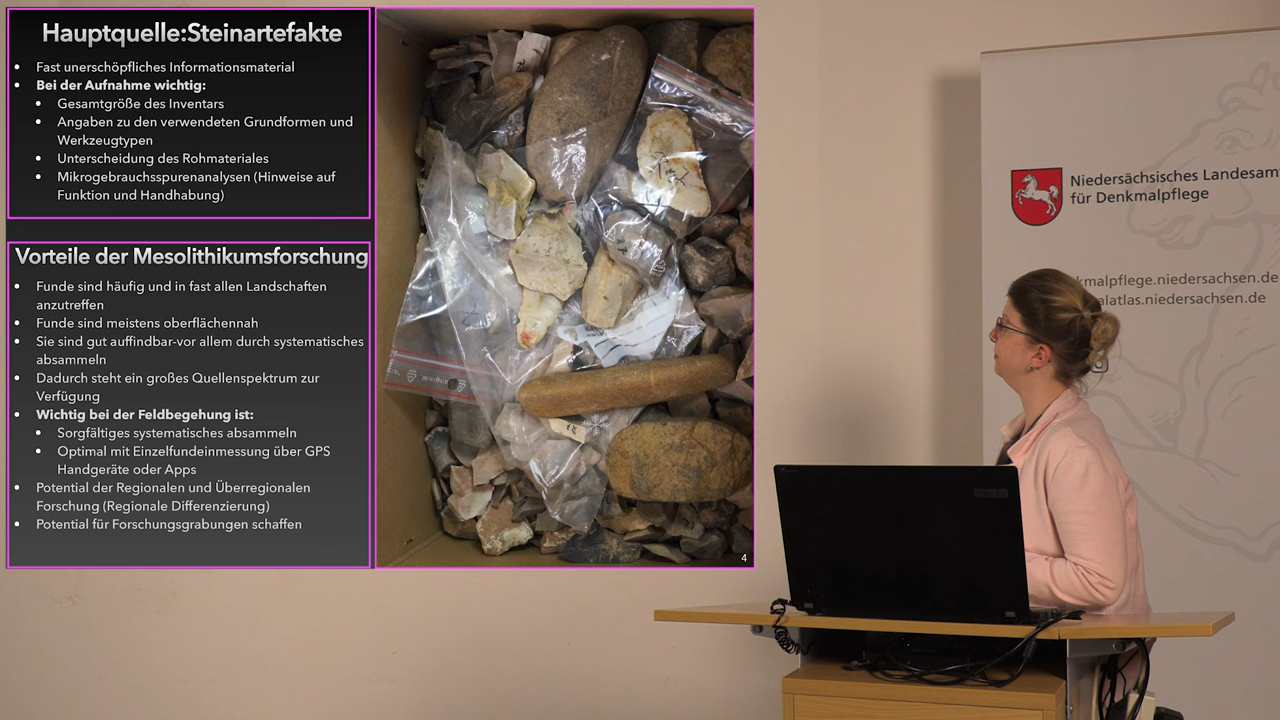 Hauptquelle:Steinartefakte
Fast unerschöpfliches Informationsmaterial
Bei der Aufnahme wichtig:
Gesamtgröße des Inventars
Angaben zu den verwendeten Grundformen und
Werkzeugtypen
Unterscheidung des Rohmateriales
Mikrogebrauchsspurenanalysen (Hinweise auf
Funktion und Handhabung)
Vorteile der Mesolithikumsforschung
Funde sind häufig und in fast allen Landschaften
anzutreffen
Funde sind meistens oberflächennah
Sie sind gut auffindbar-vor allem durch systematisches
absammeln
Dadurch steht ein großes Quellenspektrum zur
Verfügung
Wichtig bei der Feldbegehung ist:
Sorgfältiges systematisches absammeln
Optimal mit Einzelfundeinmessung über GPS
Handgeräte oder Apps
Potential der Regionalen und Überregionalen
Forschung (Regionale Differenzierung)
Potential für Forschungsgrabungen schaffen
4
Niedersächsisches Landesam
für Denkmalpflege
kmalpflege.niedersachsen.de
alatlas.niedersachsen.de